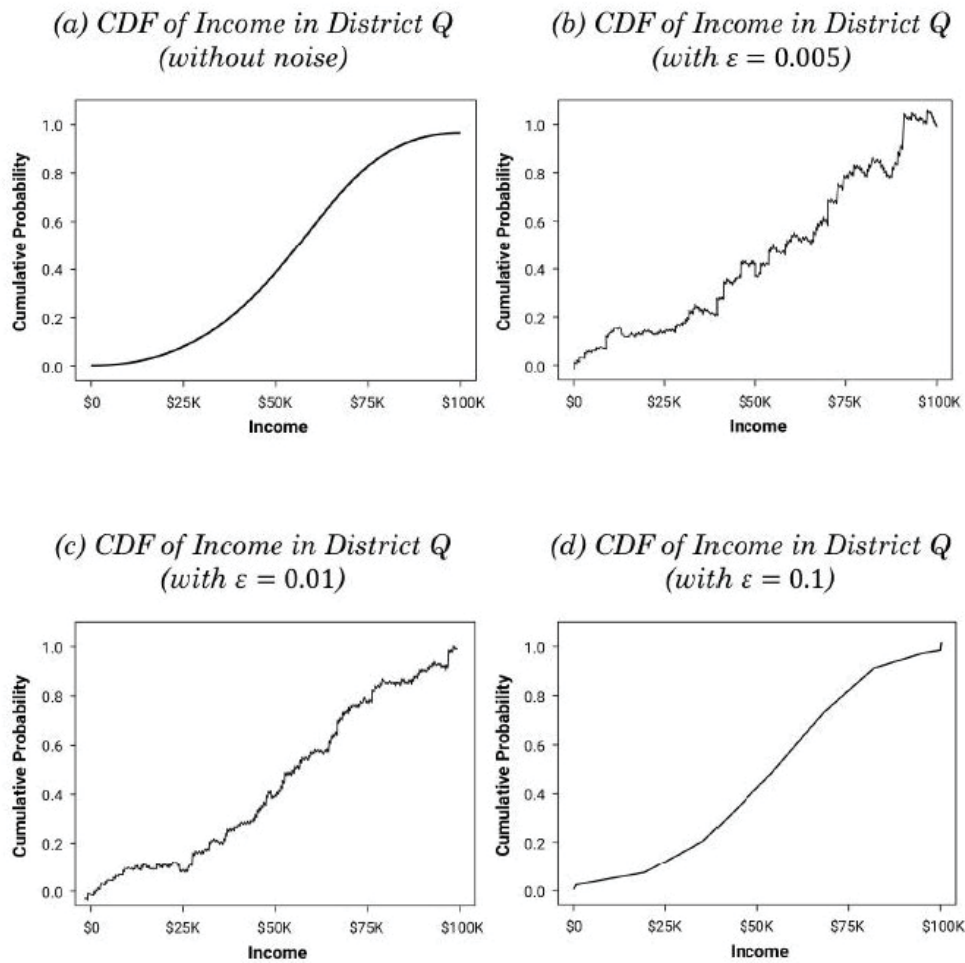 (a) CDF of Income in District Q
(without noise)
1.0
0.8
0.6
0.4
0.2
0.0
Cumulative Probability
$0
$25K
$50K
$75K
$100K
Income
(b) CDF of Income in District Q
(with ε = 0.005)
1.0
0.8
0.6
0.4
0.2
0.0
Cumulative Probability
$0
$25K
$50K
$75K
$100K
Income
(c) CDF of Income in District Q
(with ε = 0.01)
1.0
0.8
0.6
0.4
0.2
0.0
Cumulative Probability
$0
$25K
$50K
$75K
$100K
Income
(d) CDF of Income in District Q
(with ε = 0.1)
1.0
0.8
0.6
0.4
0.2
0.0
Cumulative Probability
$0
$25K
$50K
$75K
$100K
Income